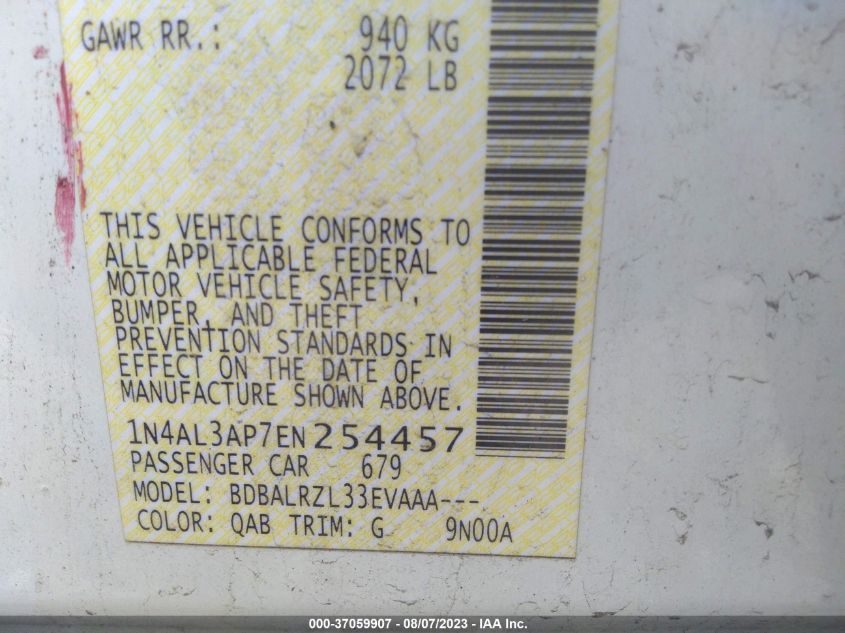 GAWR RR.: 940 KG
2072 LB
THIS VEHICLE CONFORMS TO
ALL APPLICABLE FEDERAL
MOTOR VEHICLE SAFETY,
BUMPER, AND THEFT
PREVENTION STANDARDS IN
EFFECT ON THE DATE OF
MANUFACTURE SHOWN ABOVE.
1N4AL3AP7EN254457
PASSENGER CAR 679
MODEL: BDBALRZL33EVAAA---
COLOR: QAB TRIM: G 9N00A
000-37059907 - 08/07/2023 - IAA Inc.